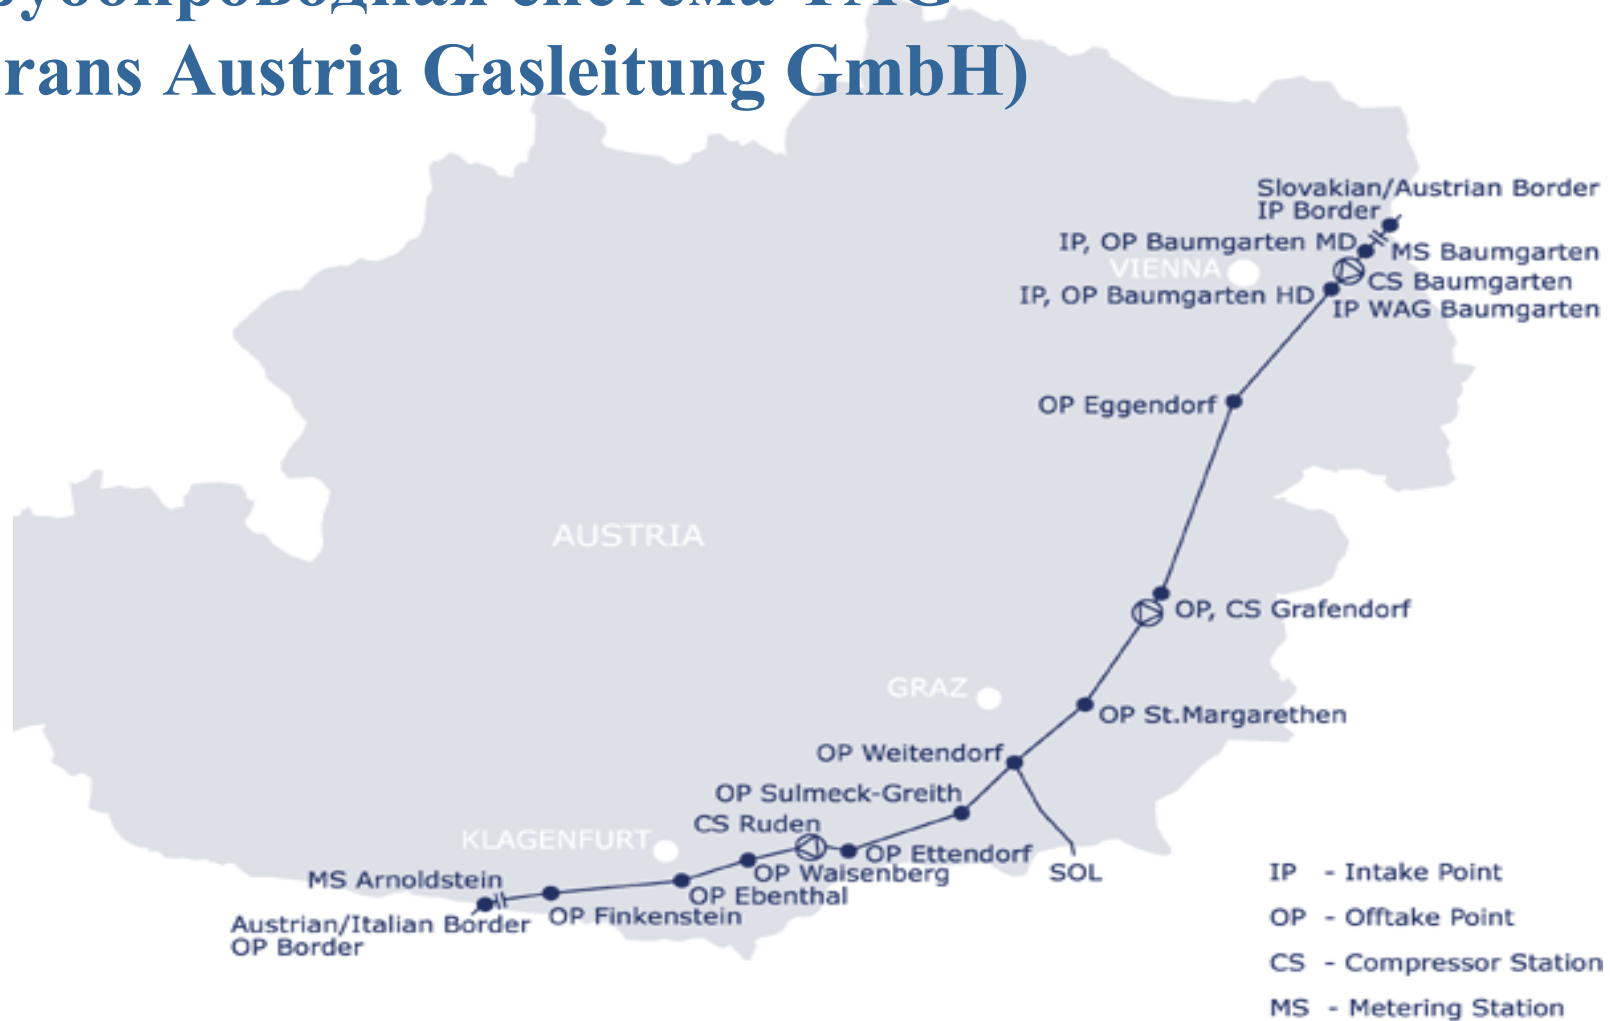 система TAG
rans Austria Gasleitung GmbH)
Slovakian/Austrian Border
IP Border
IP, OP Baumgarten MD
MS Baumgarten
VIENNA
CS Baumgarten
IP, OP Baumgarten HD
IP WAG Baumgarten
OP Eggendorf
AUSTRIA
OP, CS Grafendorf
GRAZ
OP St.Margarethen
OP Weitendorf
OP Sulmeck-Greith
CS Ruden
KLAGENFURT
OP Ettendorf
OP Waisenberg
SOL
MS Arnoldstein
OP Ebenthal
OP Finkenstein
Austrian/Italian Border
OP Border
IP - Intake Point
OP - Offtake Point
CS - Compressor Station
MS - Metering Station